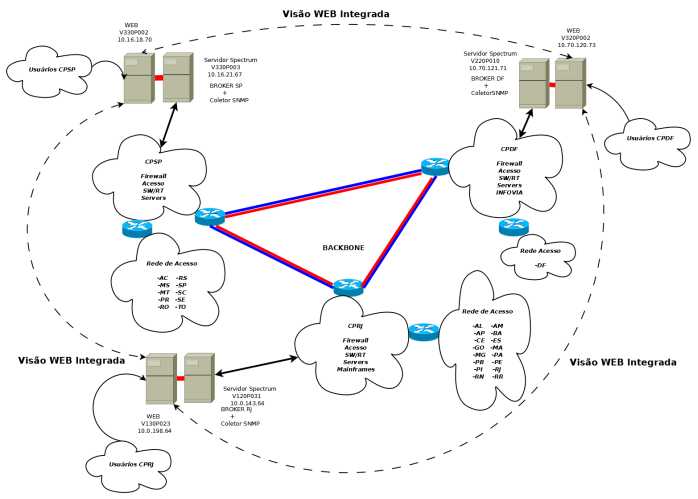 Visão WEB Integrada
WEB
V330P002
10.16.18.70
Usuários CPSP
Servidor Spectrum
V330P003
10.16.21.67
BROKER SP
+
Coletor SNMP
WEB
V320P002
10.70.120.73
Servidor Spectrum
V220P010
10.70.121.71
BROKER DF
+
ColetorSNMP
Usuários CPDF
CPSP
Firewall
Acesso
SW/RT
Servers
CPDF
Firewall
Acesso
SW/RT
Servers
INFOVIA
BACKBONE
Rede de Acesso
-AC -RS
-MS -SP
-MT -SC
-PR -SE
-RO -TO
Rede Acesso
-DF
CPRJ
Firewall
Acesso
SW/RT
Servers
Mainframes
Rede de Acesso
-AL -AM
-AP -BA
-CE -ES
-GO -MA
-MG -PA
-PB -PE
-PI -RJ
-RN -RR
Visão WEB Integrada
Visão WEB Integrada
Servidor Spectrum
V120P031
10.0.143.64
BROKER RJ
+
Coletor SNMP
WEB
V130P023
10.0.198.64
Usuários CPRJ